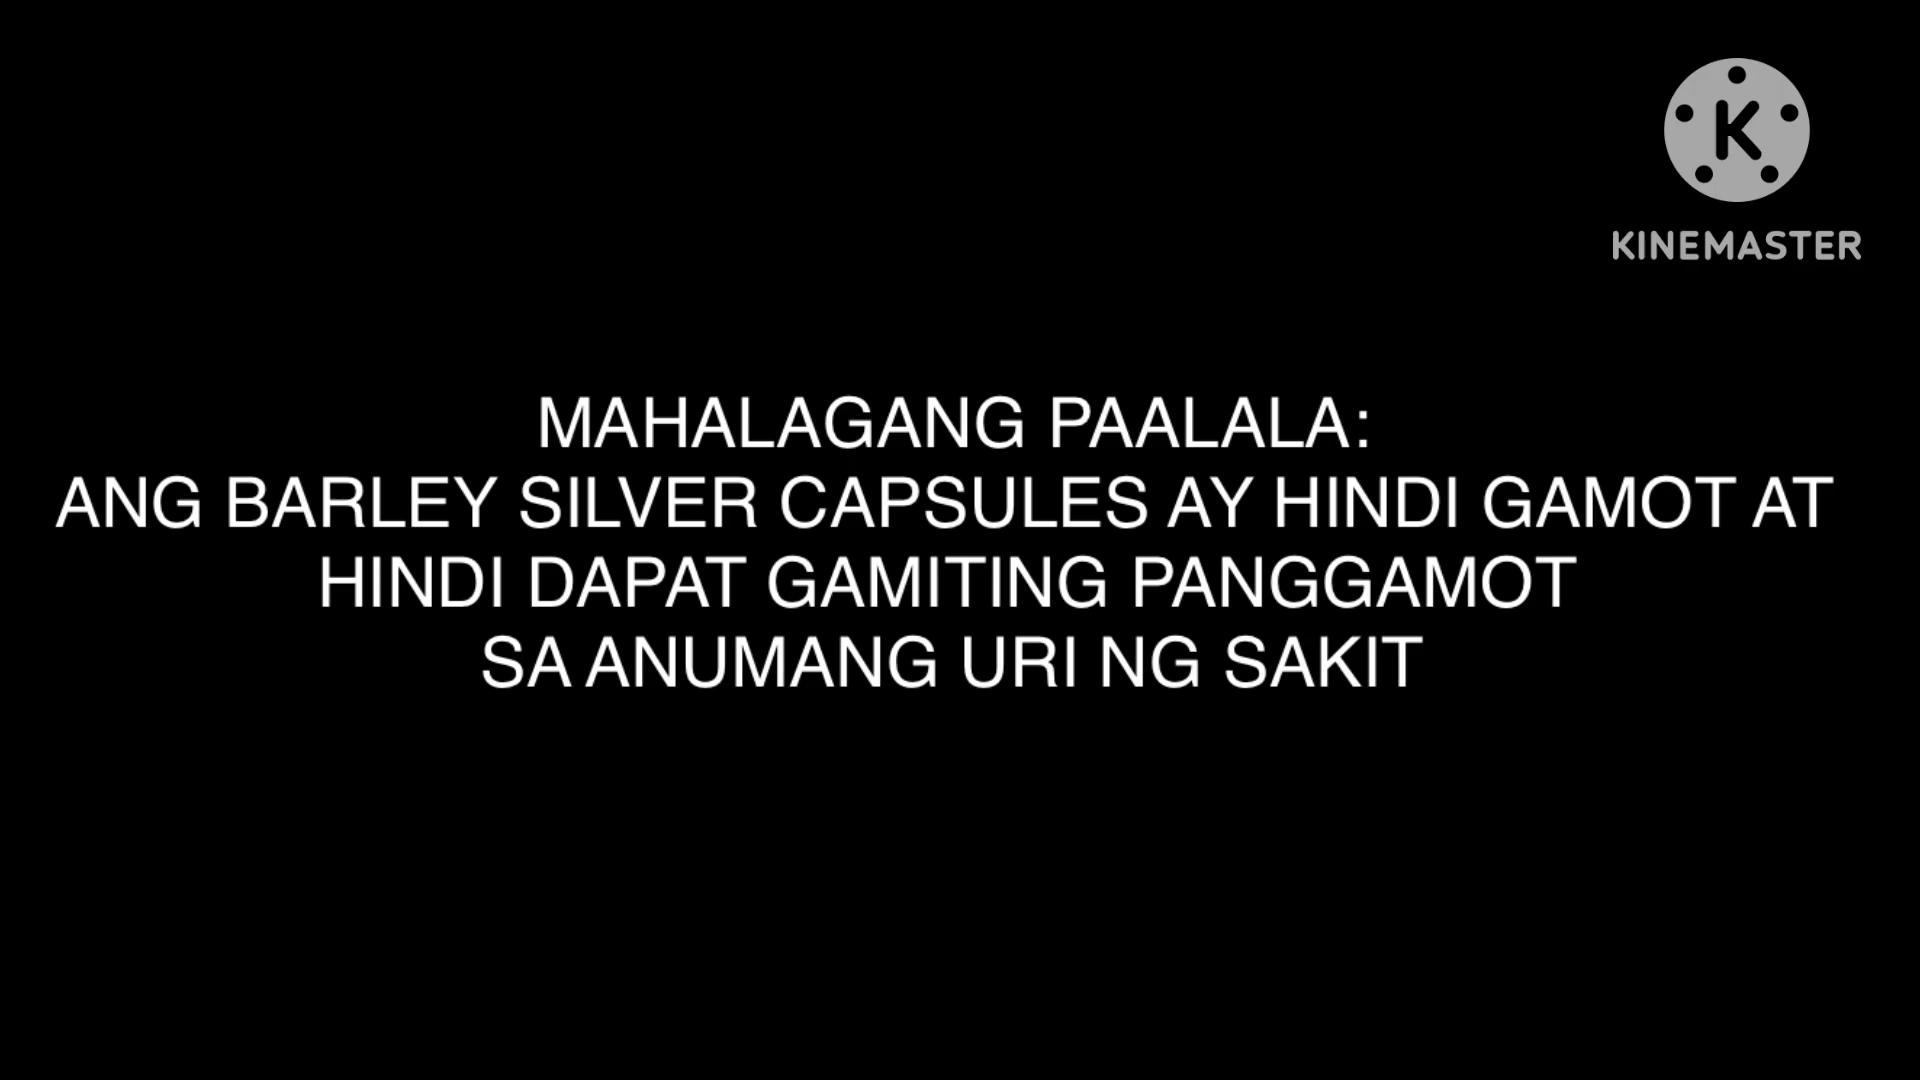 KINEMASTER
MAHALAGANG PAALALA:
ANG BARLEY SILVER CAPSULES AY HINDI GAMOT AT
HINDI DAPAT GAMITING PANGGAMOT
SA ANUMANG URI NG SAKIT